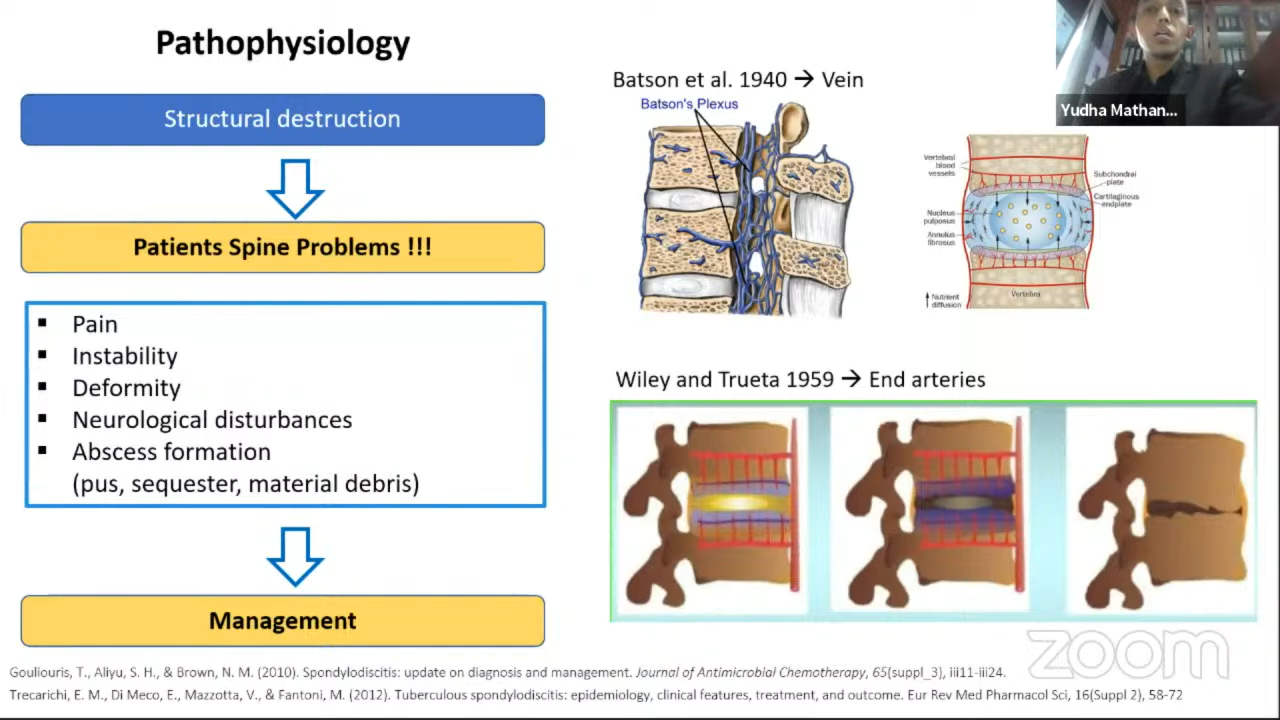 Pathophysiology
Structural destruction
Patients Spine Problems !!!
▪ Pain
▪ Instability
▪ Deformity
▪ Neurological disturbances
▪ Abscess formation
(pus, sequester, material debris)
Management
Batson et al. 1940 → Vein
Batson's Plexus
Vertebral
blood
vessels
Nucleus
pulposus
Annulus
fibrosus
Nutrient
diffusion
Subchondral
plate
Cartilaginous
endplate
Vertebra
Wiley and Trueta 1959 → End arteries
Yudha Mathan...
zoom
Gouliouris, T., Aliyu, S. H., & Brown, N. M. (2010). Spondylodiscitis: update on diagnosis and management. Journal of Antimicrobial Chemotherapy, 65(suppl_3), iii11-iii24.
Trecarichi, E. M., Di Meco, E., Mazzotta, V., & Fantoni, M. (2012). Tuberculous spondylodiscitis: epidemiology, clinical features, treatment, and outcome. Eur Rev Med Pharmacol Sci, 16(Suppl 2), 58-72